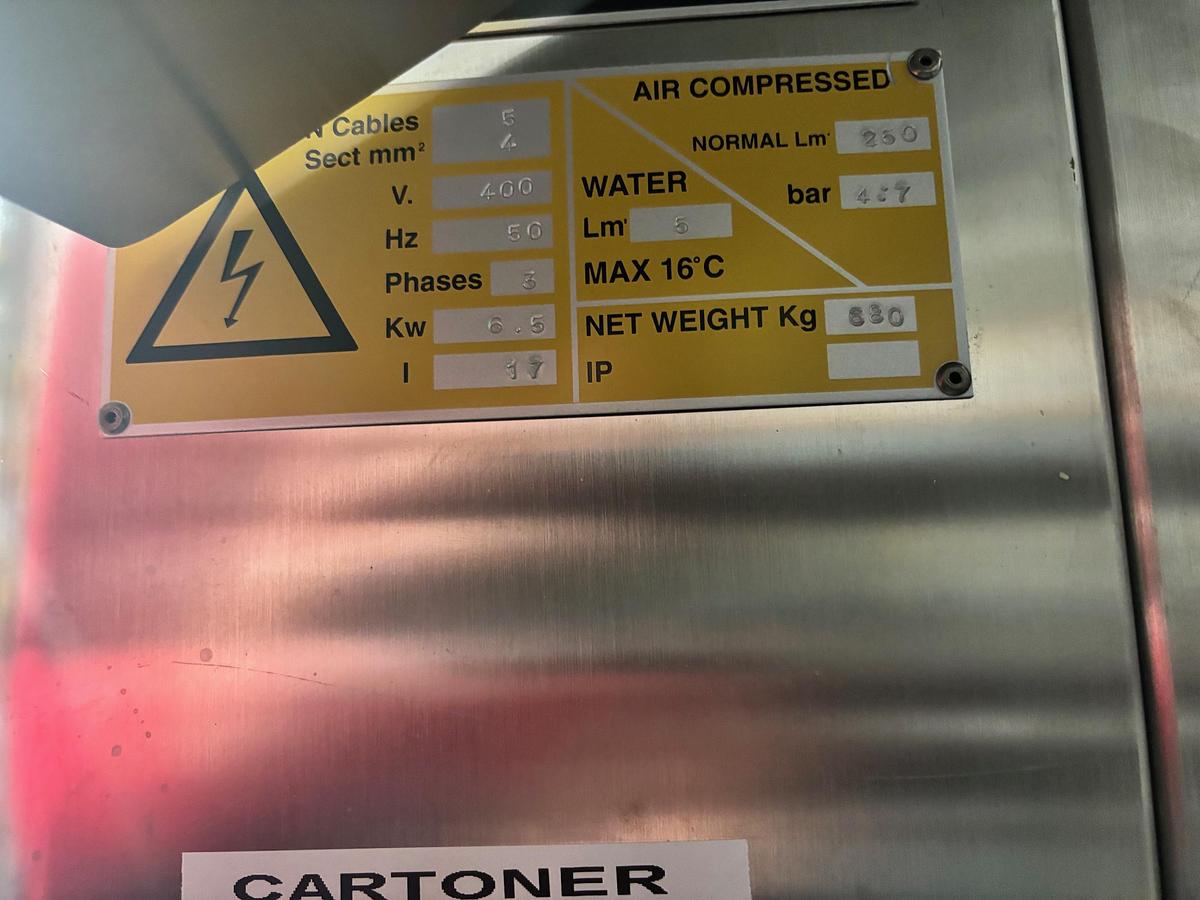 N Cables 5
Sect mm² 4
V. 400
Hz 50
Phases 3
Kw 6.5
I 17
AIR COMPRESSED
NORMAL Lm'
bar 4:7
WATER
Lm' 5
MAX 16°C
NET WEIGHT Kg
IP
CARTONER